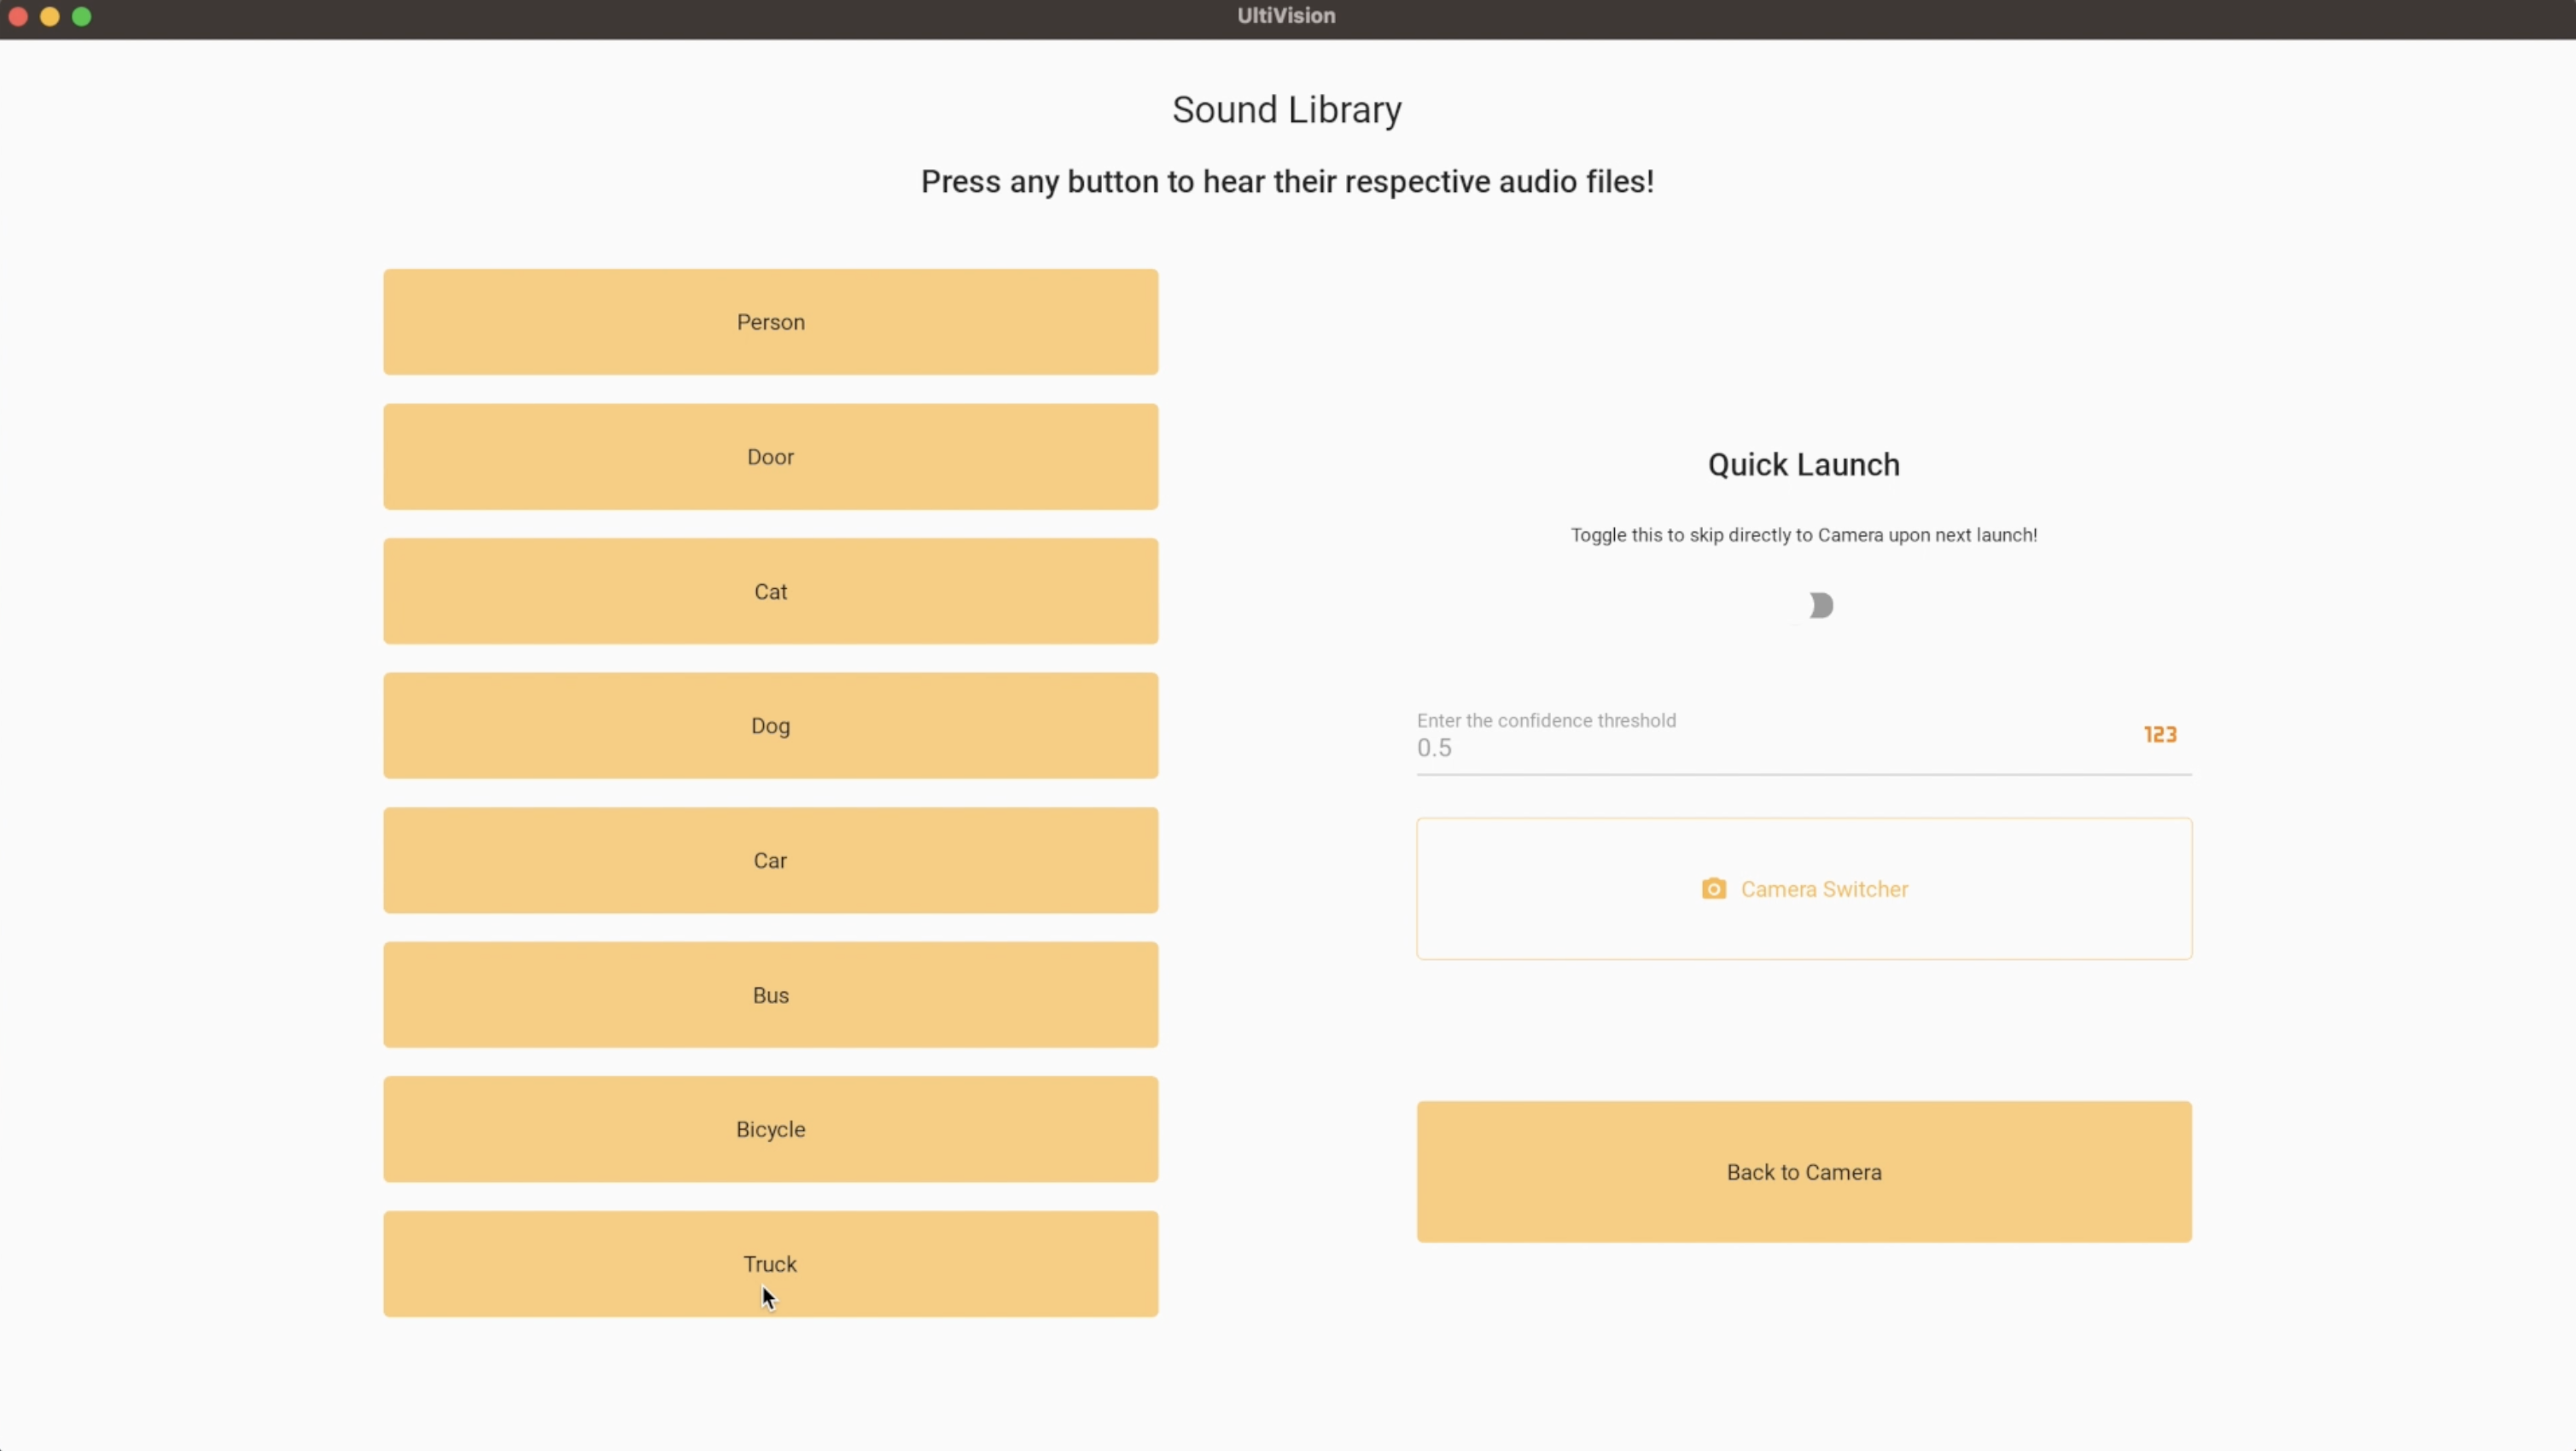 UltiVision
Sound Library
Press any button to hear their respective audio files!
Person
Door
Cat
Dog
Car
Bus
Bicycle
Truck
Quick Launch
Toggle this to skip directly to Camera upon next launch!
Enter the confidence threshold
0.5
123
Camera Switcher
Back to Camera